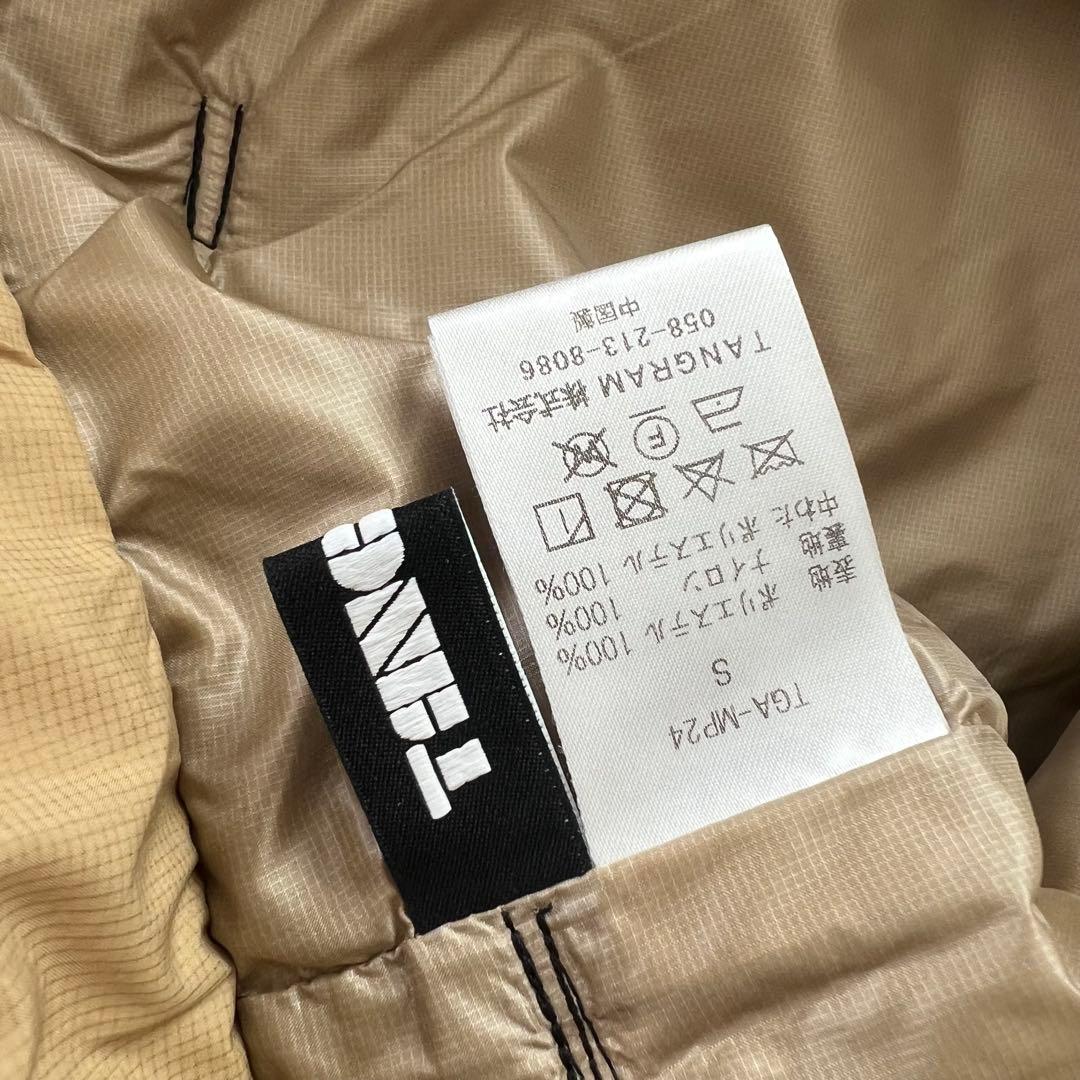 TGA-MP24
S
表地 ポリエステル 100%
裏地 ナイロン 100%
中わた ポリエステル 100%
TANGRAM 株式会社
058-213-8086
中国製